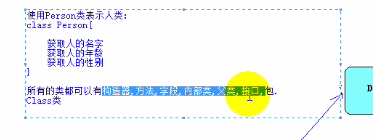 使用Person类表示人类:
class Person{
获取人的名字
获取人的年龄
获取人的性别
}
所有的类都可以有构造器,方法,字段,内部类,父类,接口,包.
Class类
D